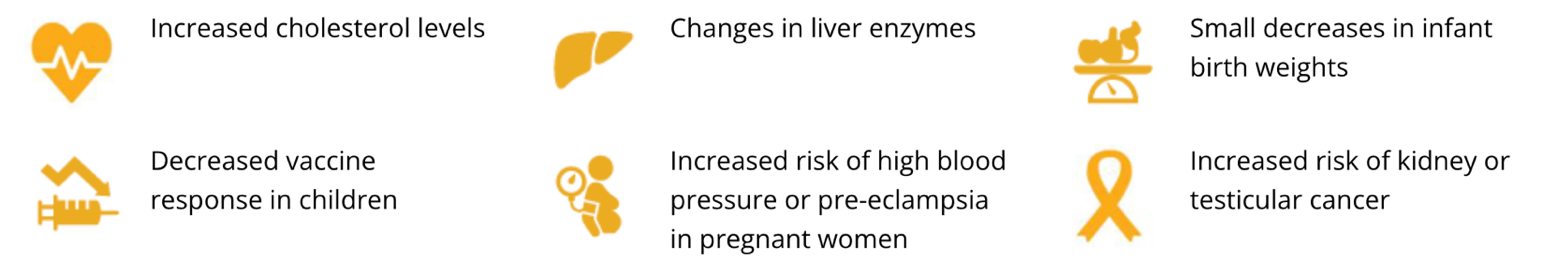 Increased cholesterol levels
Changes in liver enzymes
Small decreases in infant
birth weights
Decreased vaccine
response in children
Increased risk of high blood
pressure or pre-eclampsia
in pregnant women
Increased risk of kidney or
testicular cancer